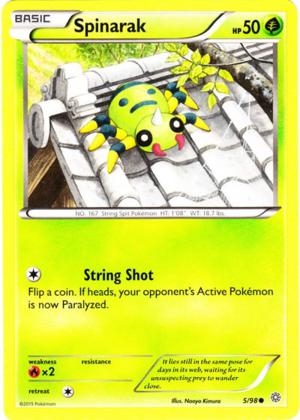 BASIC
Spinarak
HP 50
NO. 167 String Spit Pokémon HT: 1'08" WT: 18.7 lbs.
String Shot
Flip a coin. If heads, your opponent's Active Pokémon
is now Paralyzed.
weakness
resistance
×2
retreat
It lies still in the same pose for
days in its web, waiting for its
unsuspecting prey to wander
close.
©2015 Pokémon
Illus. Naoyo Kimura
5/98